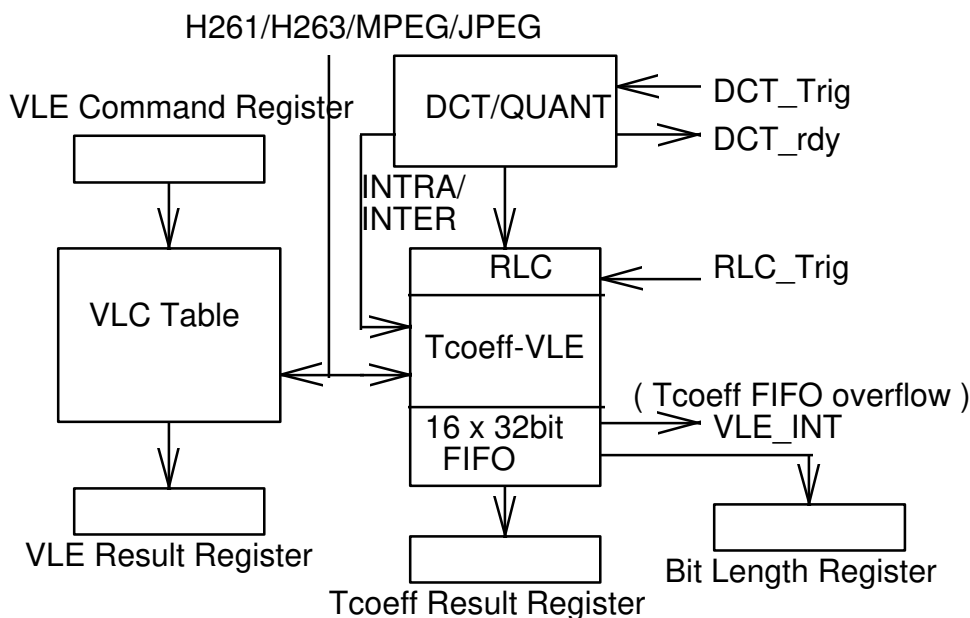 H261/H263/MPEG/JPEG
VLE Command Register
DCT/QUANT
DCT_Trig
DCT_rdy
INTRA/
INTER
RLC
RLC_Trig
VLC Table
Tcoeff-VLE
( Tcoeff FIFO overflow )
16 x 32bit
FIFO
VLE_INT
VLE Result Register
Bit Length Register
Tcoeff Result Register